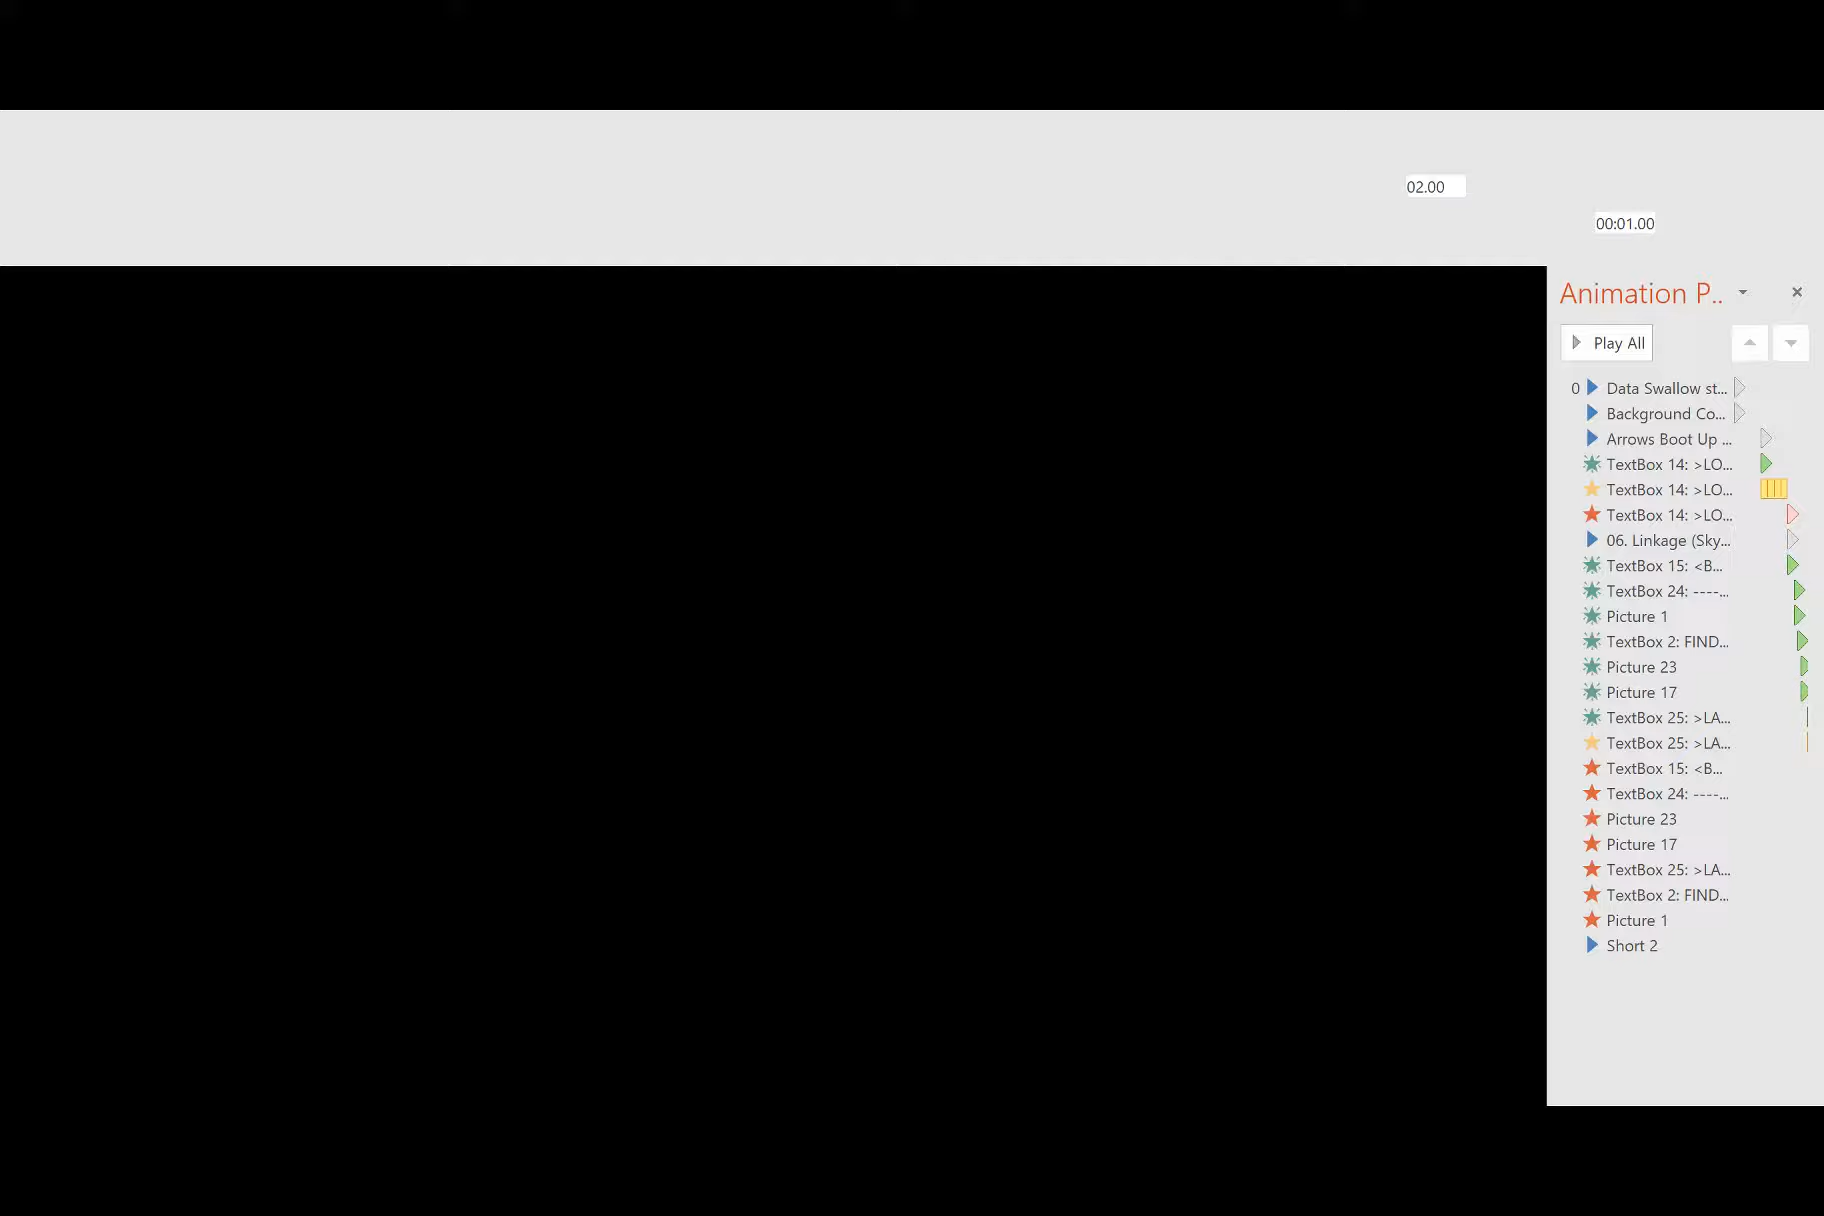 02.00
00:01.00
Animation P..
Play All
0 Data Swallow st...
Background Co...
Arrows Boot Up ...
TextBox 14: >LO...
TextBox 14: >LO...
TextBox 14: >LO...
06. Linkage (Sky...
TextBox 15: <B...
TextBox 24: ----...
Picture 1
TextBox 2: FIND...
Picture 23
Picture 17
TextBox 25: >LA...
TextBox 25: >LA...
TextBox 15: <B...
TextBox 24: ----...
Picture 23
Picture 17
TextBox 25: >LA...
TextBox 2: FIND...
Picture 1
Short 2